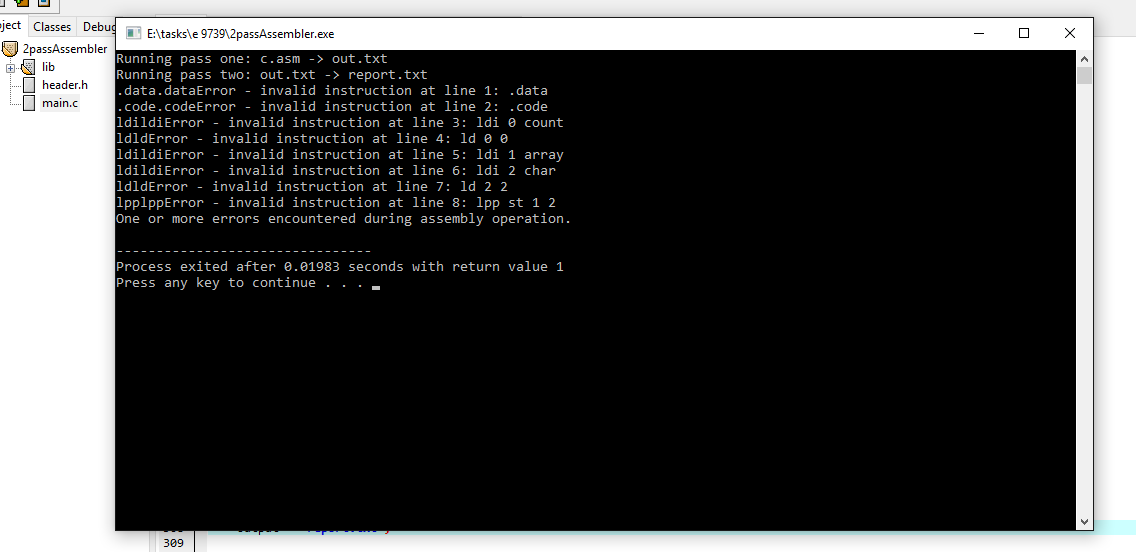 ject Classes Debug
2passAssembler
lib
header.h
main.c
E:\tasks\e 9739\2passAssembler.exe
Running pass one: c.asm -> out.txt
Running pass two: out.txt -> report.txt
.data.dataError - invalid instruction at line 1: .data
.code.codeError - invalid instruction at line 2: .code
ldildiError - invalid instruction at line 3: ldi 0 count
ldldError - invalid instruction at line 4: ld 0 0
ldildiError - invalid instruction at line 5: ldi 1 array
ldildiError - invalid instruction at line 6: ldi 2 char
ldldError - invalid instruction at line 7: ld 2 2
lpplppError - invalid instruction at line 8: lpp st 1 2
One or more errors encountered during assembly operation.
--------------------------------
Process exited after 0.01983 seconds with return value 1
Press any key to continue . . .
309